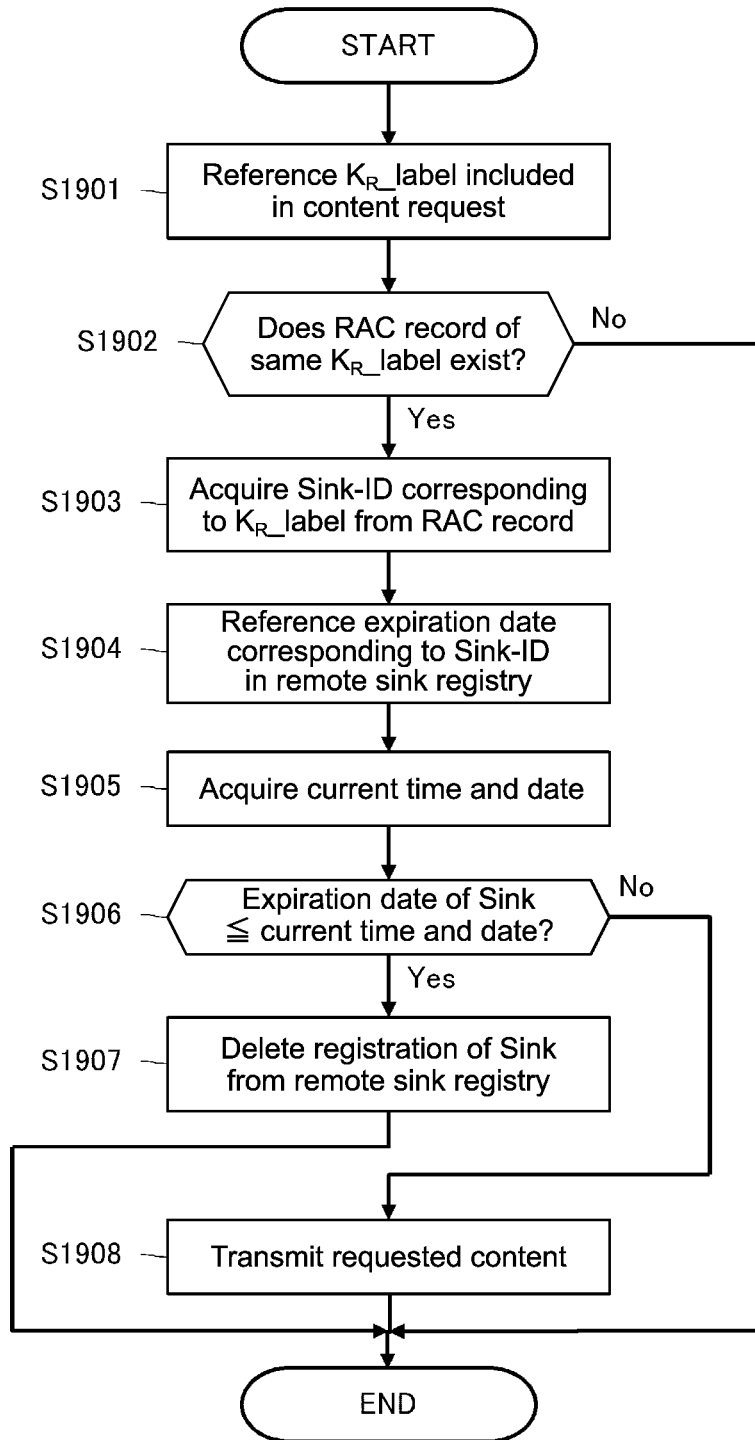 START
S1901
Reference K_R_label included
in content request
S1902
Does RAC record of
same K_R_label exist?
No
Yes
S1903
Acquire Sink-ID corresponding
to K_R_label from RAC record
S1904
Reference expiration date
corresponding to Sink-ID
in remote sink registry
S1905
Acquire current time and date
S1906
Expiration date of Sink
≦ current time and date?
No
Yes
S1907
Delete registration of Sink
from remote sink registry
S1908
Transmit requested content
END